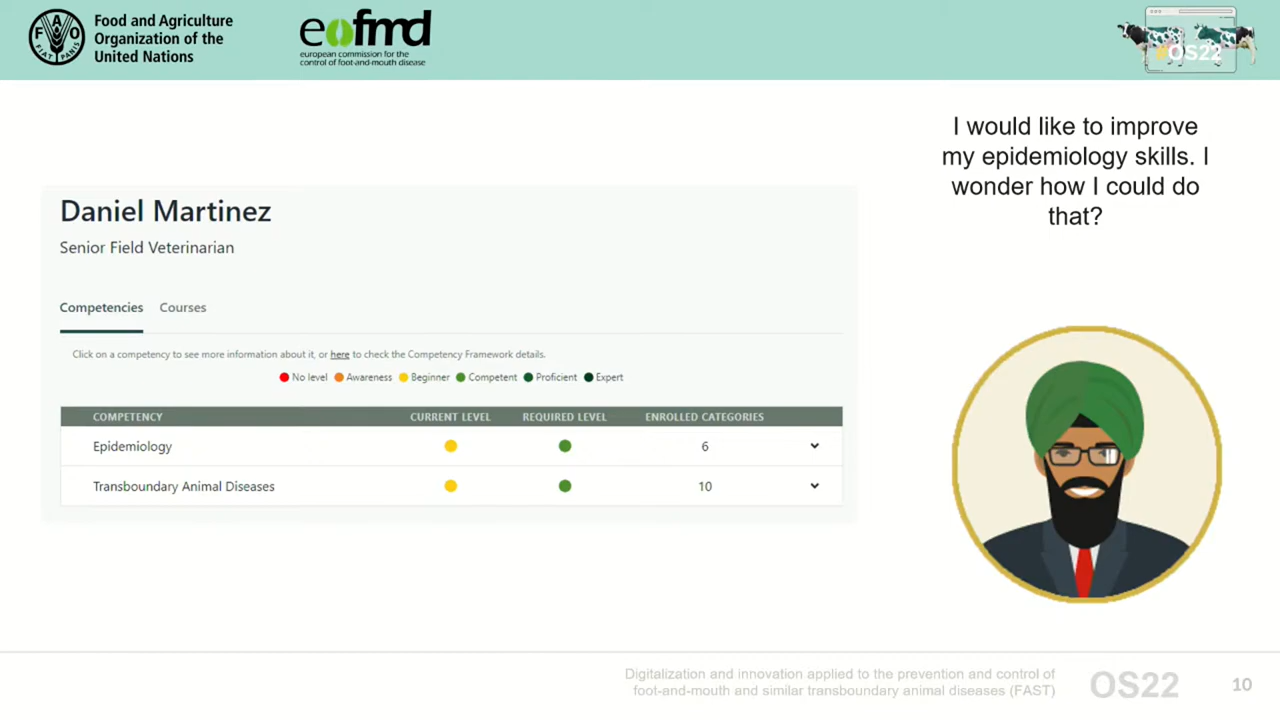 Food and Agriculture
Organization of the
United Nations
FAO
FIAT PANIS
eofmd
european commission for the
control of foot-and-mouth disease
#OS22
I would like to improve
my epidemiology skills. I
wonder how I could do
that?
Daniel Martinez
Senior Field Veterinarian
Competencies Courses
Click on a competency to see more information about it, or here to check the Competency Framework details.
No level Awareness Beginner Competent Proficient Expert
COMPETENCY CURRENT LEVEL REQUIRED LEVEL ENROLLED CATEGORIES
Epidemiology 6
Transboundary Animal Diseases 10
Digitalization and innovation applied to the prevention and control of
foot-and-mouth and similar transboundary animal diseases (FAST)
OS22
10